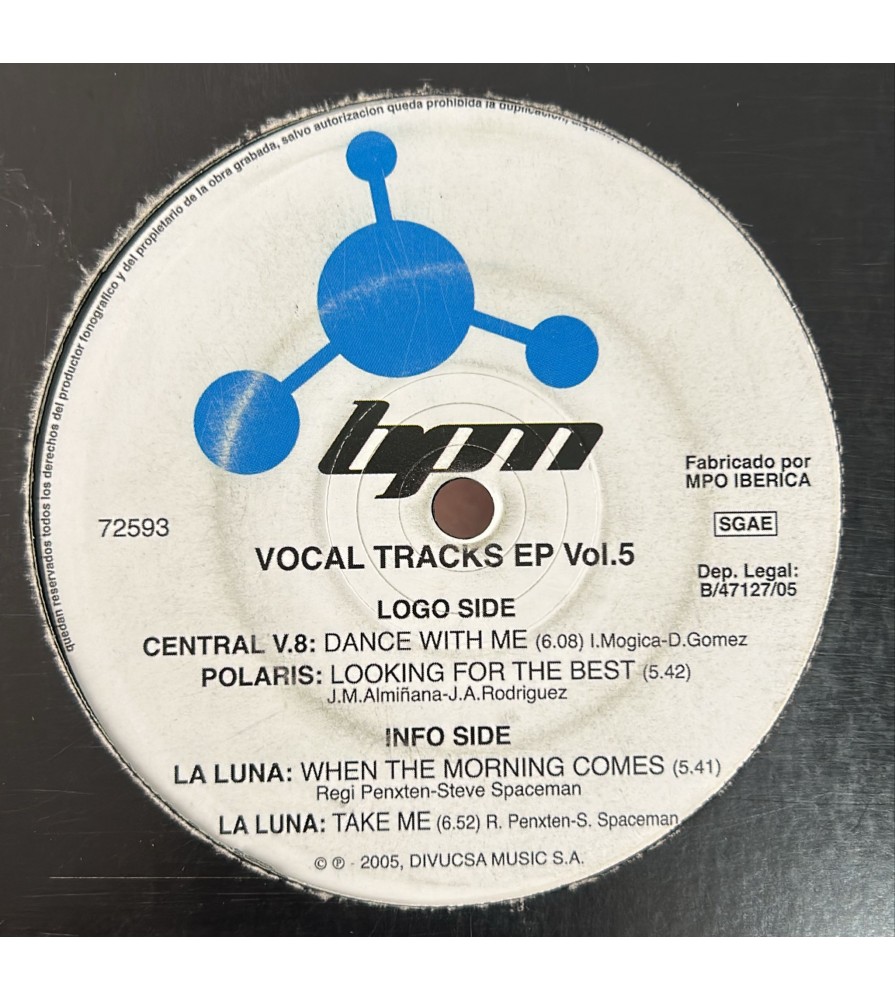 quedan reservados todos los derechos del productor fonografico y del propietario de la obra grabada, salvo autorización queda prohibida la duplicación,
bpm
Fabricado por
MPO IBERICA
72593
SGAE
VOCAL TRACKS EP Vol.5
Dep. Legal:
B/47127/05
LOGO SIDE
CENTRAL V.8: DANCE WITH ME (6.08) I.Mogica-D.Gomez
POLARIS: LOOKING FOR THE BEST (5.42)
J.M.Almiñana-J.A.Rodriguez
INFO SIDE
LA LUNA: WHEN THE MORNING COMES (5.41)
Regi Penxten-Steve Spaceman
LA LUNA: TAKE ME (6.52) R. Penxten-S. Spaceman
© ℗ - 2005, DIVUCSA MUSIC S.A.